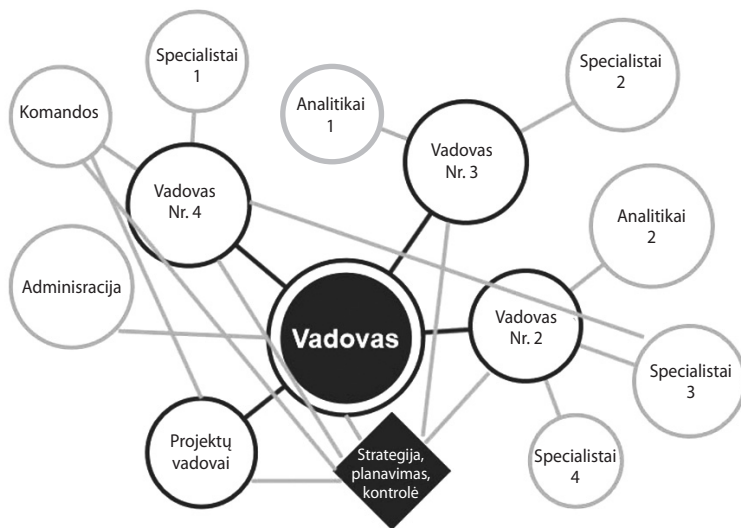 Specialistai
1
Specialistai
2
Komandos
Analitikai
1
Vadovas
Nr. 3
Vadovas
Nr. 4
Analitikai
2
Adminisracija
Vadovas
Vadovas
Nr. 2
Specialistai
3
Projektų
vadovai
Strategija,
planavimas,
kontrolė
Specialistai
4